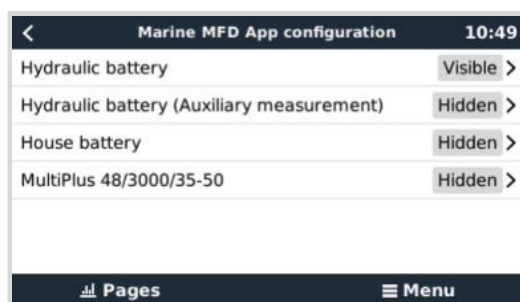 Marine MFD App configuration 10:49
Hydraulic battery Visible
Hydraulic battery (Auxiliary measurement) Hidden
House battery Hidden
MultiPlus 48/3000/35-50 Hidden
Pages Menu